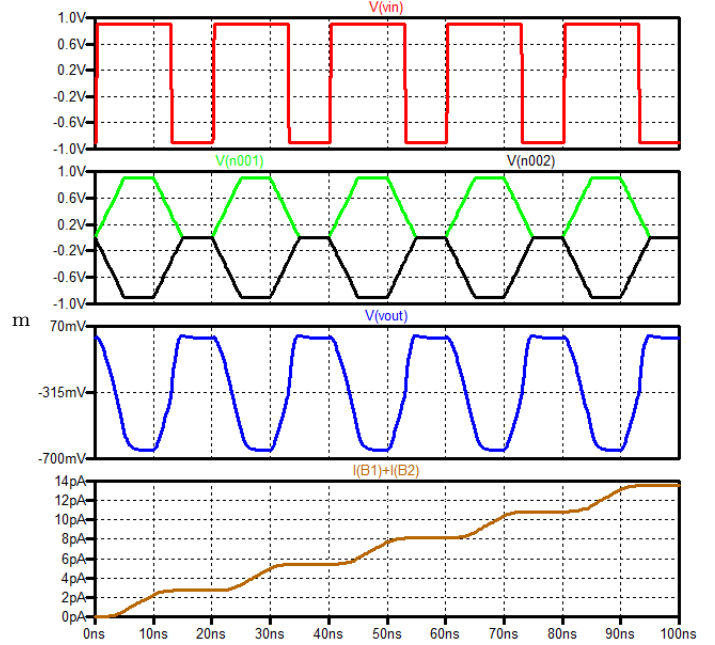 V(vin)
1.0V
0.6V
0.2V
-0.2V
-0.6V
-1.0V
V(n001) V(n002)
1.0V
0.6V
0.2V
-0.2V
-0.6V
-1.0V
m
V(vout)
70mV
-315mV
-700mV
I(B1)+I(B2)
14pA
12pA
10pA
8pA
6pA
4pA
2pA
0pA
0ns 10ns 20ns 30ns 40ns 50ns 60ns 70ns 80ns 90ns 100ns